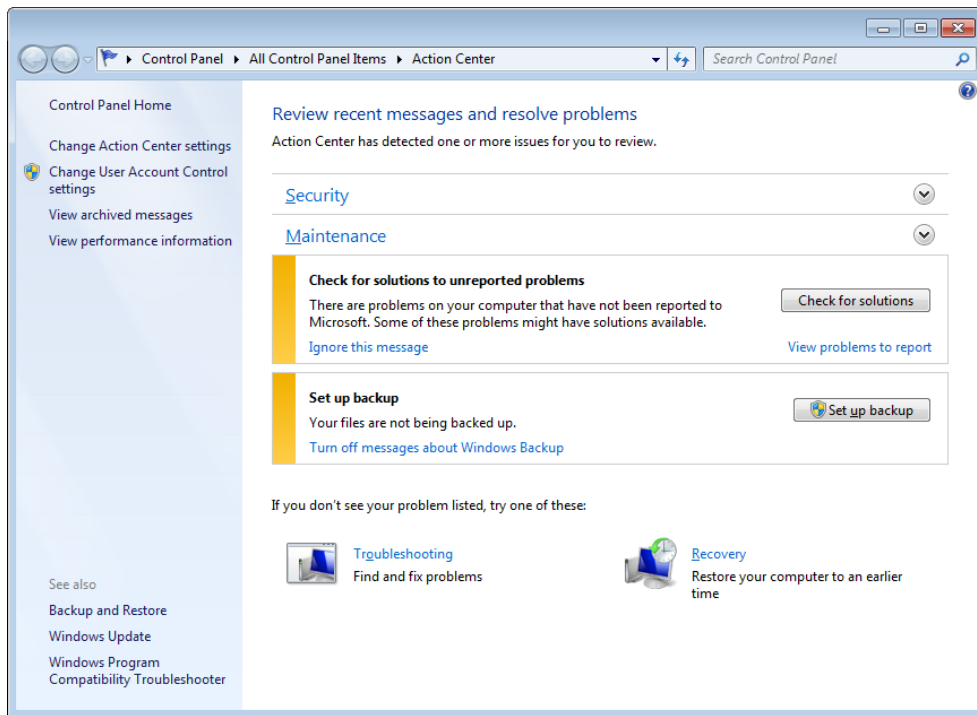 Control Panel All Control Panel Items Action Center Search Control Panel
Control Panel Home
Change Action Center settings
Change User Account Control
settings
View archived messages
View performance information
See also
Backup and Restore
Windows Update
Windows Program
Compatibility Troubleshooter
Review recent messages and resolve problems
Action Center has detected one or more issues for you to review.
Security
Maintenance
Check for solutions to unreported problems
There are problems on your computer that have not been reported to
Microsoft. Some of these problems might have solutions available.
Check for solutions
Ignore this message
View problems to report
Set up backup
Your files are not being backed up.
Set up backup
Turn off messages about Windows Backup
If you don't see your problem listed, try one of these:
Troubleshooting
Find and fix problems
Recovery
Restore your computer to an earlier
time